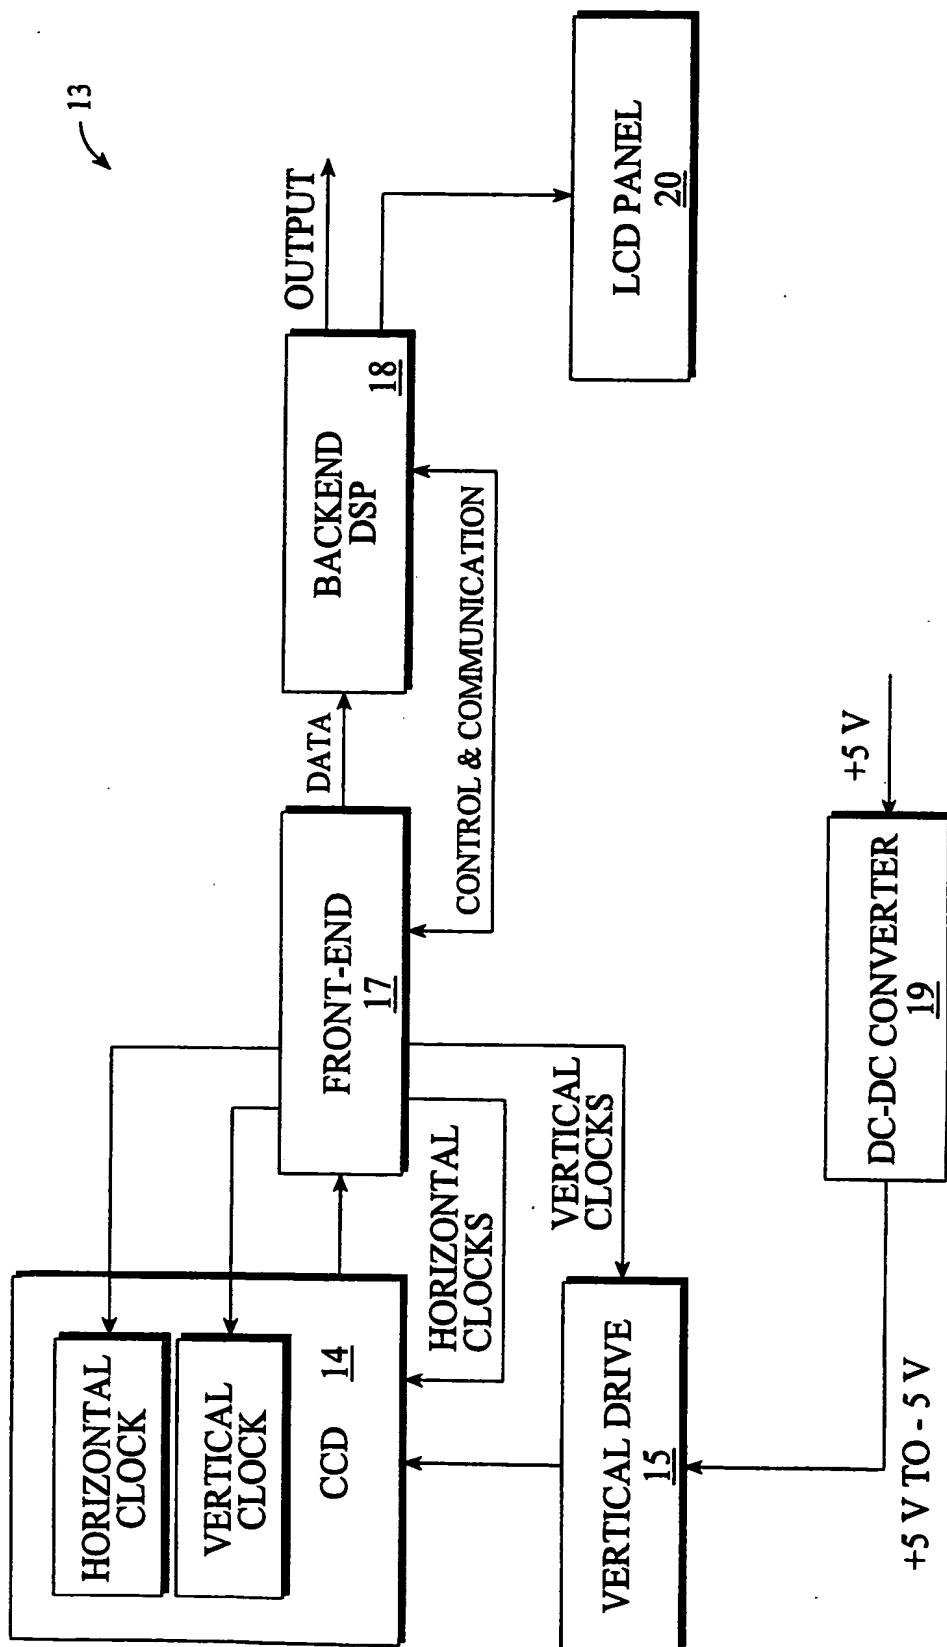 13
HORIZONTAL
CLOCK
VERTICAL
CLOCK
CCD
14
HORIZONTAL
CLOCKS
VERTICAL
CLOCKS
VERTICAL DRIVE
15
+5 V TO - 5 V
FRONT-END
17
DATA
CONTROL & COMMUNICATION
BACKEND
DSP
18
OUTPUT
LCD PANEL
20
DC-DC CONVERTER
19
+5 V